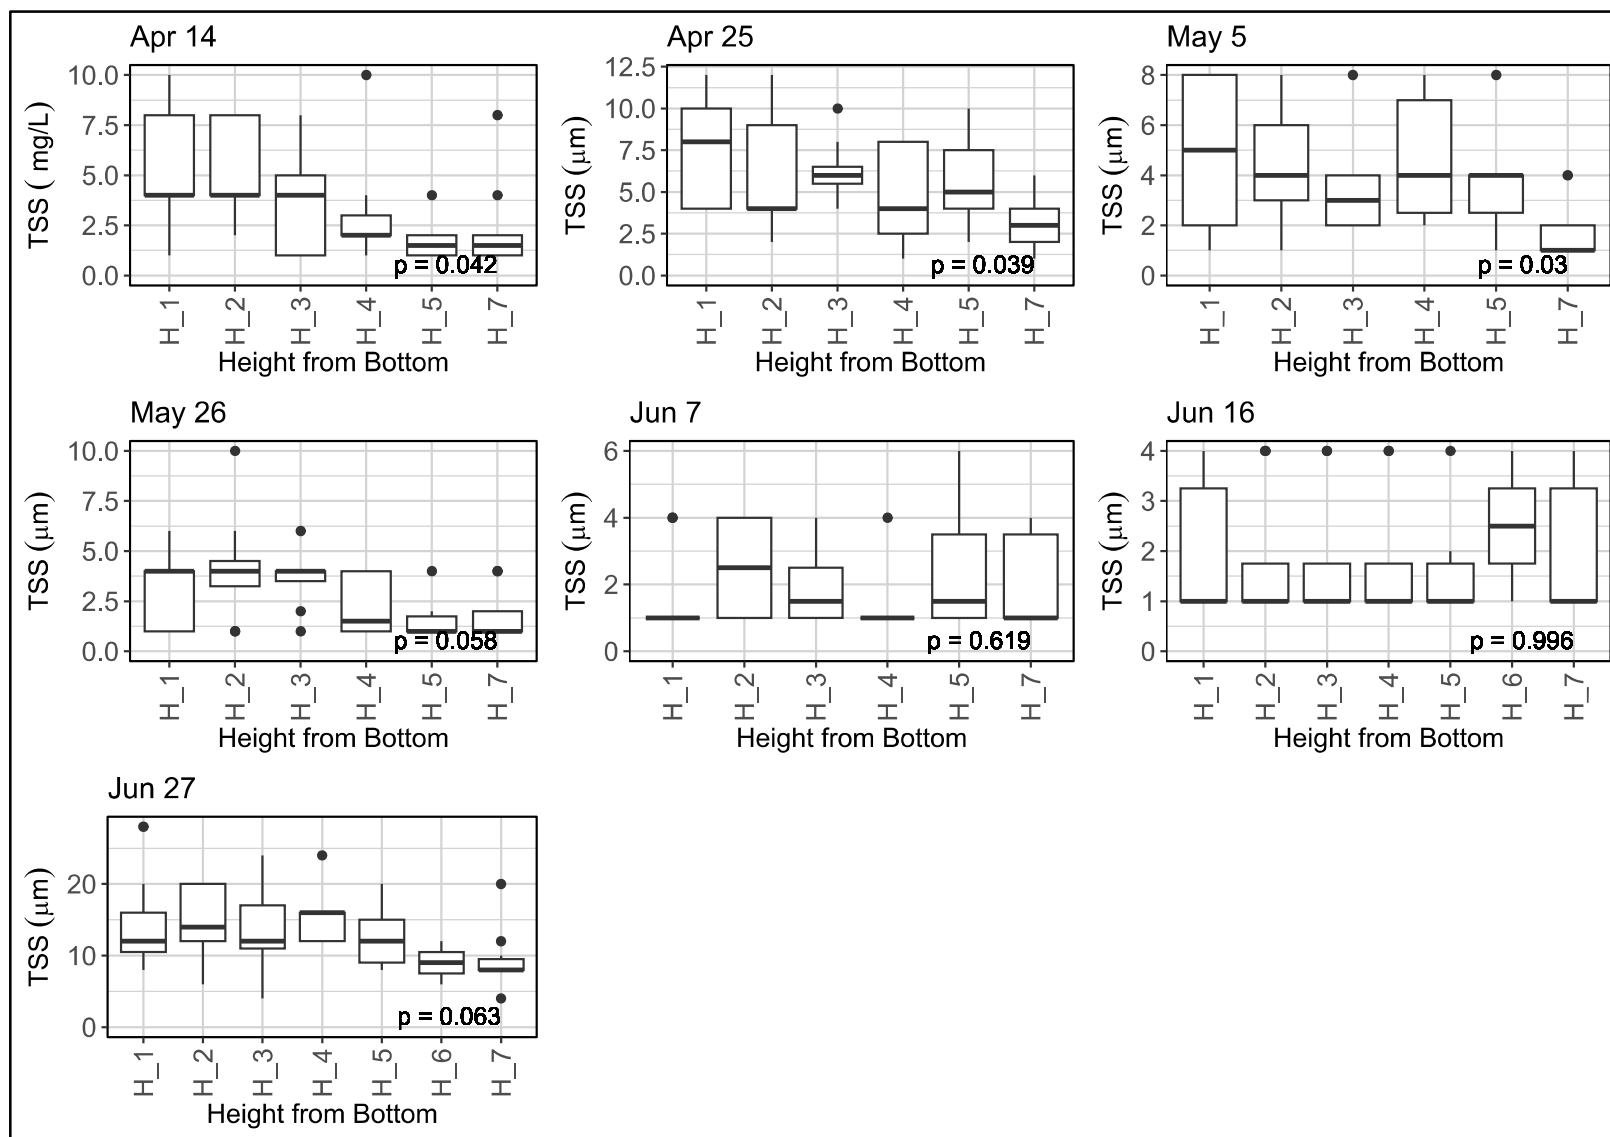 Apr 14
10.0
7.5
5.0
2.5
0.0
TSS ( mg/L)
p = 0.042
H_1 H_2 H_3 H_4 H_5 H_7
Height from Bottom
Apr 25
12.5
10.0
7.5
5.0
2.5
0.0
TSS (μm)
p = 0.039
H_1 H_2 H_3 H_4 H_5 H_7
Height from Bottom
May 5
8
6
4
2
0
TSS (μm)
p = 0.03
H_1 H_2 H_3 H_4 H_5 H_7
Height from Bottom
May 26
10.0
7.5
5.0
2.5
0.0
TSS (μm)
p = 0.058
H_1 H_2 H_3 H_4 H_5 H_7
Height from Bottom
Jun 7
6
4
2
0
TSS (μm)
p = 0.619
H_1 H_2 H_3 H_4 H_5 H_7
Height from Bottom
Jun 16
4
3
2
1
0
TSS (μm)
p = 0.996
H_1 H_2 H_3 H_4 H_5 H_6 H_7
Height from Bottom
Jun 27
20
10
0
TSS (μm)
p = 0.063
H_1 H_2 H_3 H_4 H_5 H_6 H_7
Height from Bottom